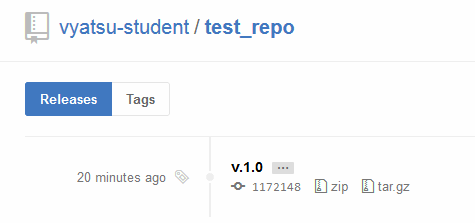 vyatsu-student / test_repo
Releases Tags
20 minutes ago
v.1.0 ...
1172148 zip tar.gz